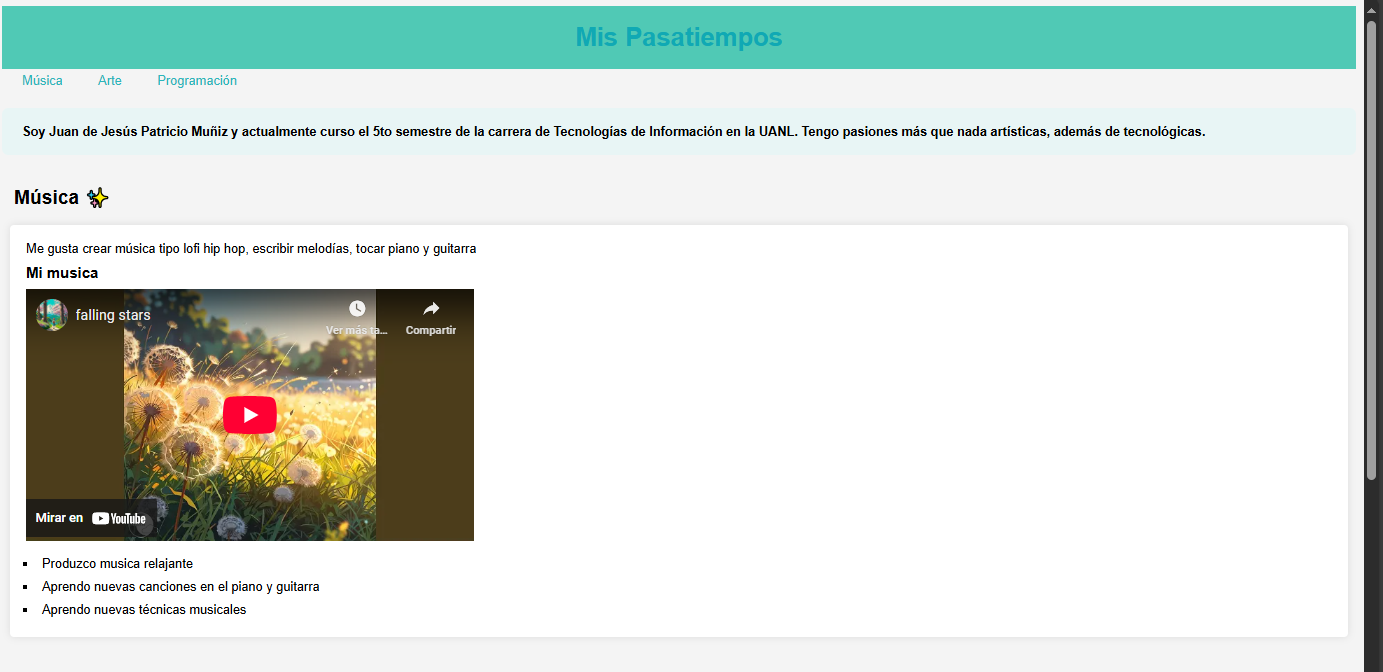 Mis Pasatiempos
Música Arte Programación
Soy Juan de Jesús Patricio Muñiz y actualmente curso el 5to semestre de la carrera de Tecnologías de Información en la UANL. Tengo pasiones más que nada artísticas, además de tecnológicas.
Música ✨
Me gusta crear música tipo lofi hip hop, escribir melodías, tocar piano y guitarra
Mi musica
falling stars
Ver más ta... Compartir
Mirar en YouTube
Produzco musica relajante
Aprendo nuevas canciones en el piano y guitarra
Aprendo nuevas técnicas musicales